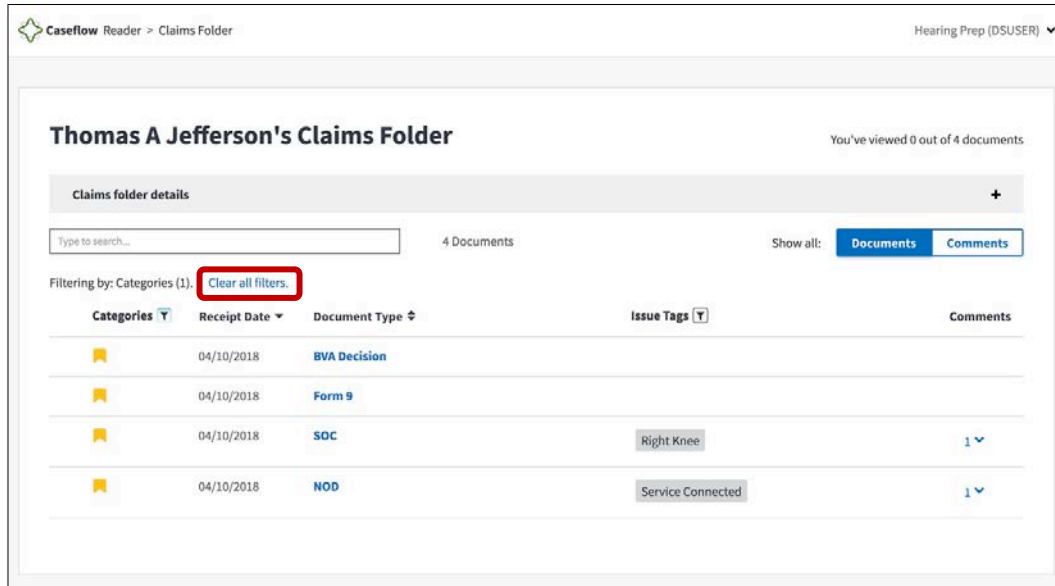 Caseflow Reader > Claims Folder Hearing Prep (DSUSER)
Thomas A Jefferson's Claims Folder
You've viewed 0 out of 4 documents
Claims folder details +
Type to search... 4 Documents Show all: Documents Comments
Filtering by: Categories (1). Clear all filters.
Categories Receipt Date Document Type Issue Tags Comments
04/10/2018 BVA Decision
04/10/2018 Form 9
04/10/2018 SOC Right Knee 1
04/10/2018 NOD Service Connected 1